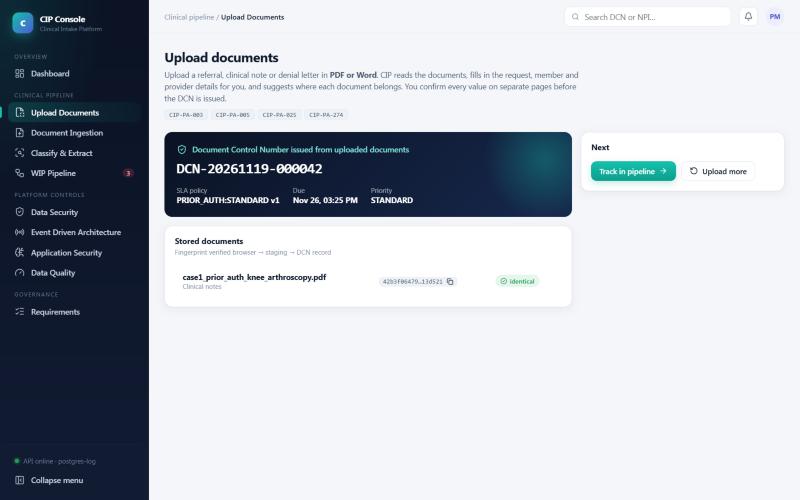 c
CIP Console
Clinical Intake Platform
OVERVIEW
Dashboard
CLINICAL PIPELINE
Upload Documents
Document Ingestion
Classify & Extract
WIP Pipeline
3
PLATFORM CONTROLS
Data Security
Event Driven Architecture
Application Security
Data Quality
GOVERNANCE
Requirements
API online · postgres-log
Collapse menu
Clinical pipeline / Upload Documents
Search DCN or NPI...
PM
Upload documents
Upload a referral, clinical note or denial letter in PDF or Word. CIP reads the documents, fills in the request, member and
provider details for you, and suggests where each document belongs. You confirm every value on separate pages before
the DCN is issued.
CIP-PA-003 CIP-PA-005 CIP-PA-025 CIP-PA-274
Document Control Number issued from uploaded documents
DCN-20261119-000042
SLA policy Due Priority
PRIOR_AUTH:STANDARD v1 Nov 26, 03:25 PM STANDARD
Next
Track in pipeline → Upload more
Stored documents
Fingerprint verified browser → staging → DCN record
case1_prior_auth_knee_arthroscopy.pdf
Clinical notes
42b3f06479…13d521
identical